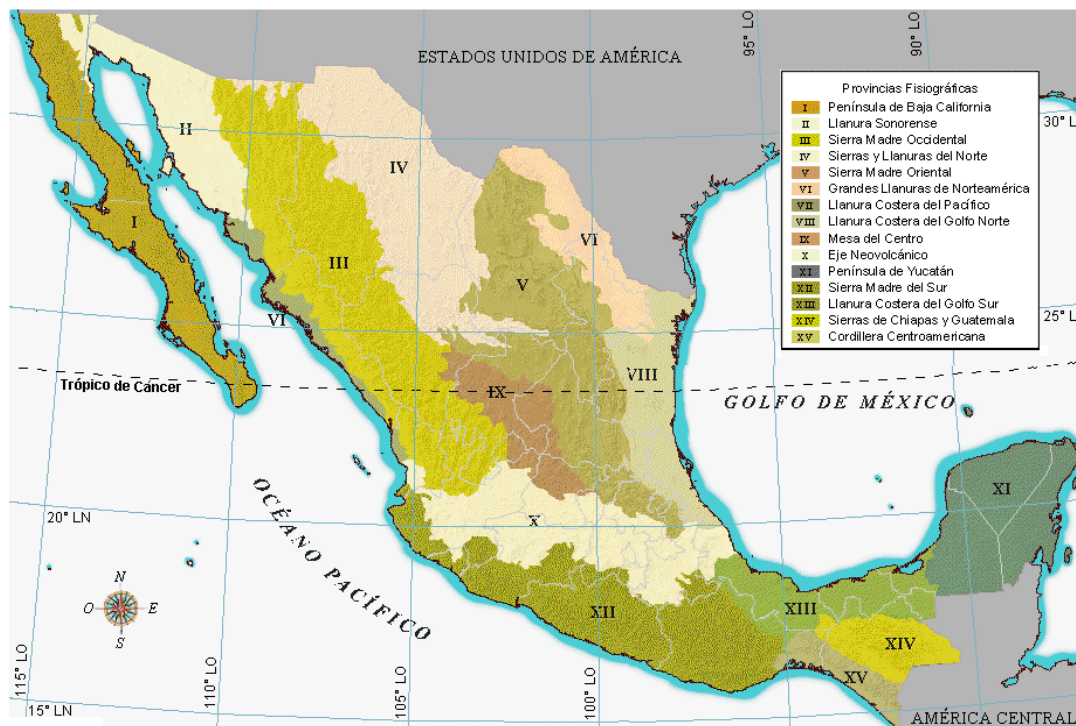 ESTADOS UNIDOS DE AMÉRICA
95° LO
90° LO
Provincias Fisiográficas
I Península de Baja California
II Llanura Sonorense
III Sierra Madre Occidental
IV Sierras y Llanuras del Norte
V Sierra Madre Oriental
VI Grandes Llanuras de Norteamérica
VII Llanura Costera del Pacífico
VIII Llanura Costera del Golfo Norte
IX Mesa del Centro
X Eje Neovolcánico
XI Península de Yucatán
XII Sierra Madre del Sur
XIII Llanura Costera del Golfo Sur
XIV Sierras de Chiapas y Guatemala
XV Cordillera Centroamericana
30° LN
II
IV
I
III
VI
V
VI
25° LN
VIII
Trópico de Cáncer
IX
GOLFO DE MÉXICO
XI
20° LN
OCÉANO PACÍFICO
X
N
O E
S
XII
XIII
XIV
XV
115° LO
110° LO
105° LO
100° LO
15° LN
AMÉRICA CENTRAL